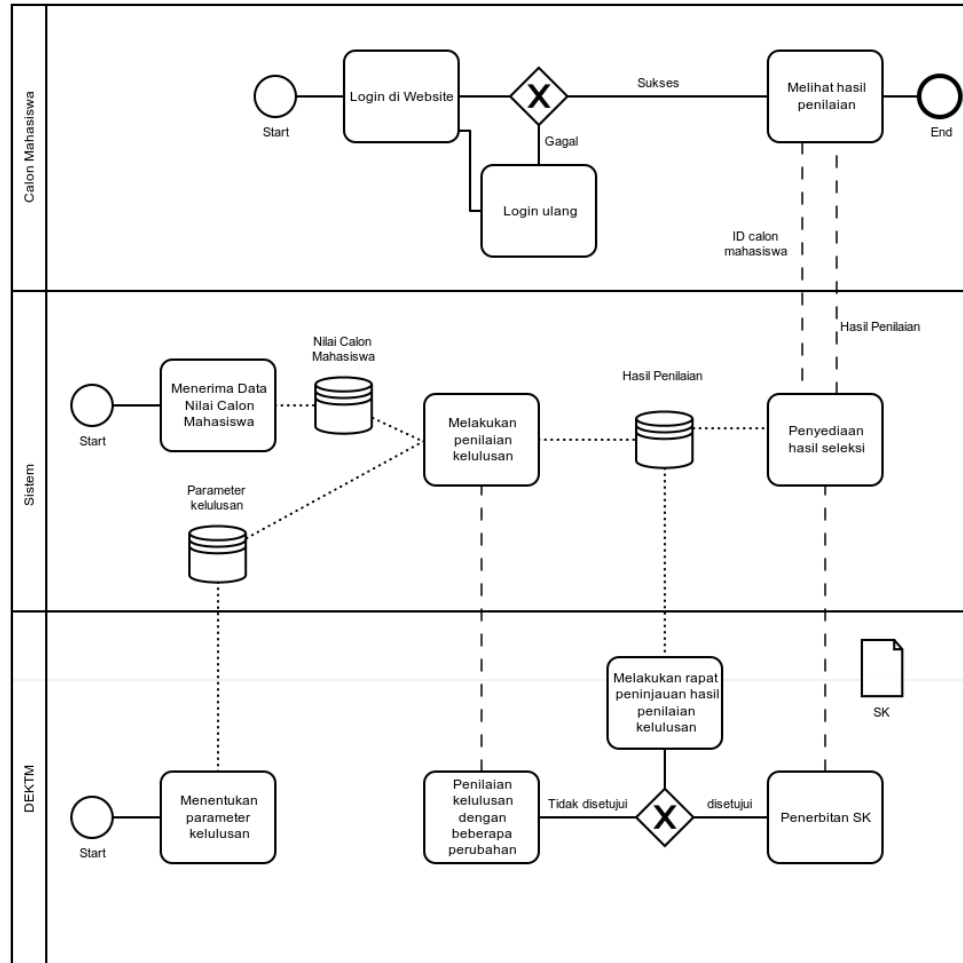 Calon Mahasiswa
Start
Login di Website
Sukses
Gagal
Login ulang
Melihat hasil
penilaian
End
ID calon
mahasiswa
Hasil Penilaian
Sistem
Start
Menerima Data
Nilai Calon
Mahasiswa
Nilai Calon
Mahasiswa
Parameter
kelulusan
Melakukan
penilaian
kelulusan
Hasil Penilaian
Penyediaan
hasil seleksi
DEKTM
Start
Menentukan
parameter
kelulusan
Penilaian
kelulusan
dengan
beberapa
perubahan
Tidak disetujui
Melakukan rapat
peninjauan hasil
penilaian
kelulusan
disetujui
Penerbitan SK
SK